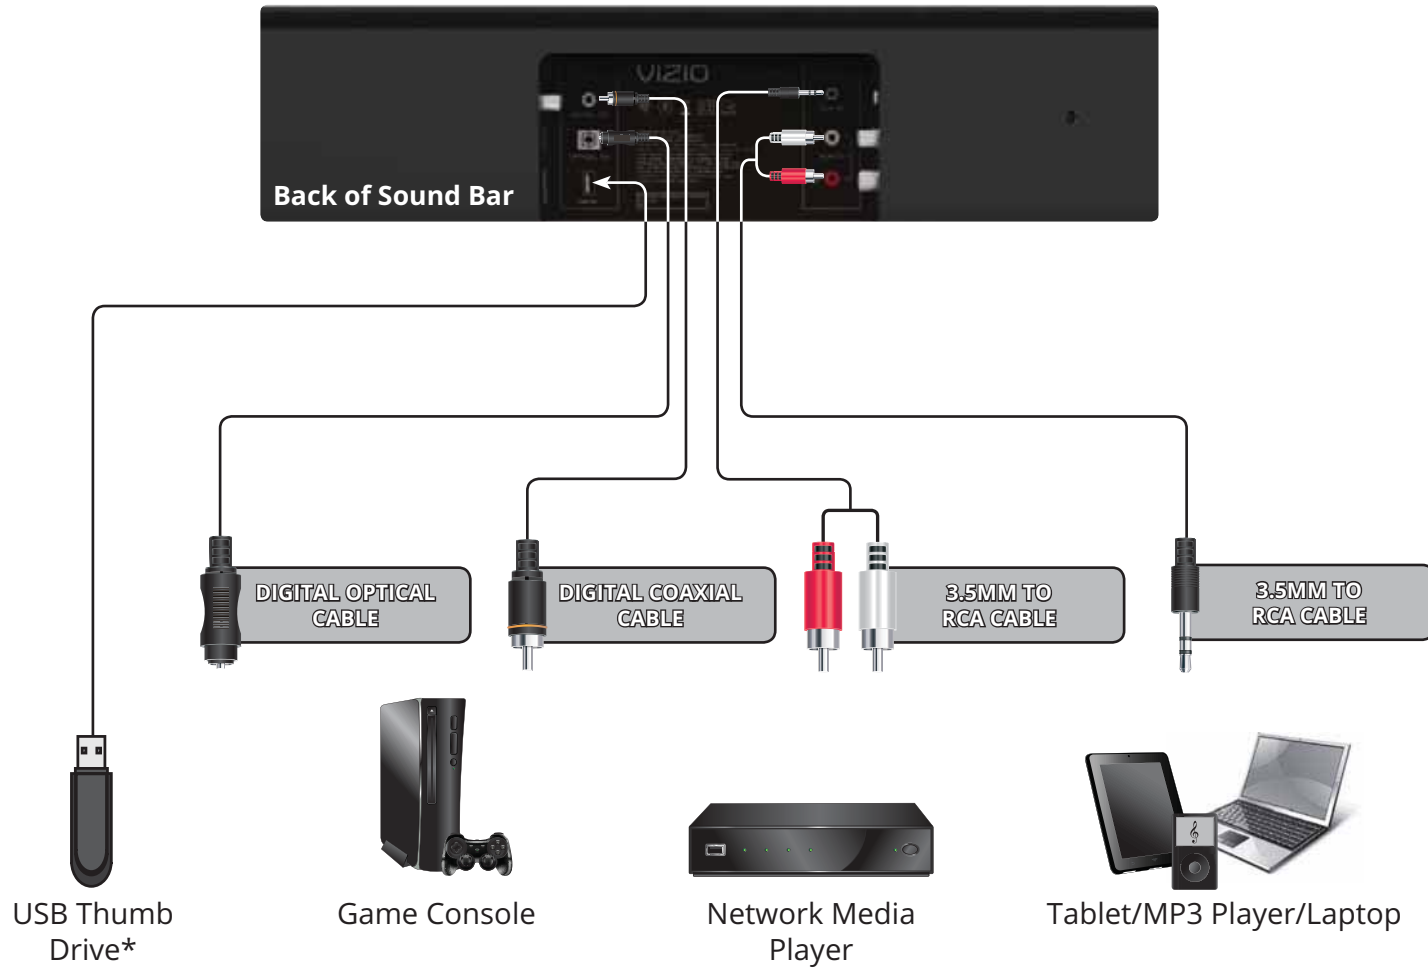 VIZIO
Back of Sound Bar
DIGITAL OPTICAL
CABLE
DIGITAL COAXIAL
CABLE
3.5MM TO
RCA CABLE
3.5MM TO
RCA CABLE
USB Thumb
Drive*
Game Console
Network Media
Player
Tablet/MP3 Player/Laptop